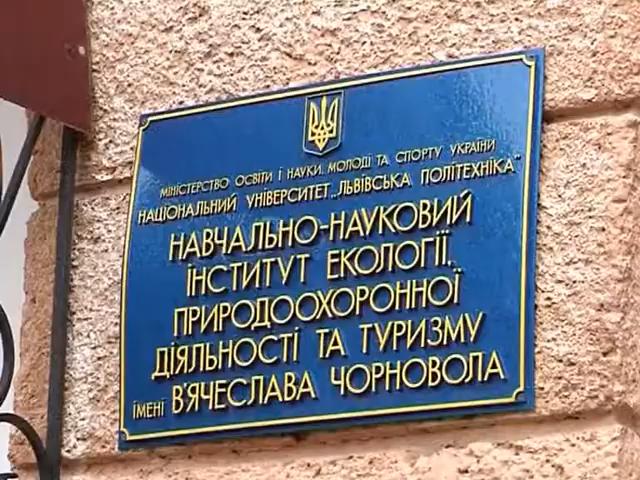 МІНІСТЕРСТВО ОСВІТИ І НАУКИ, МОЛОДІ ТА СПОРТУ УКРАЇНИ
НАЦІОНАЛЬНИЙ УНІВЕРСИТЕТ „ЛЬВІВСЬКА ПОЛІТЕХНІКА”
НАВЧАЛЬНО-НАУКОВИЙ
ІНСТИТУТ ЕКОЛОГІЇ,
ПРИРОДООХОРОННОЇ
ДІЯЛЬНОСТІ ТА ТУРИЗМУ
ІМЕНІ В'ЯЧЕСЛАВА ЧОРНОВОЛА